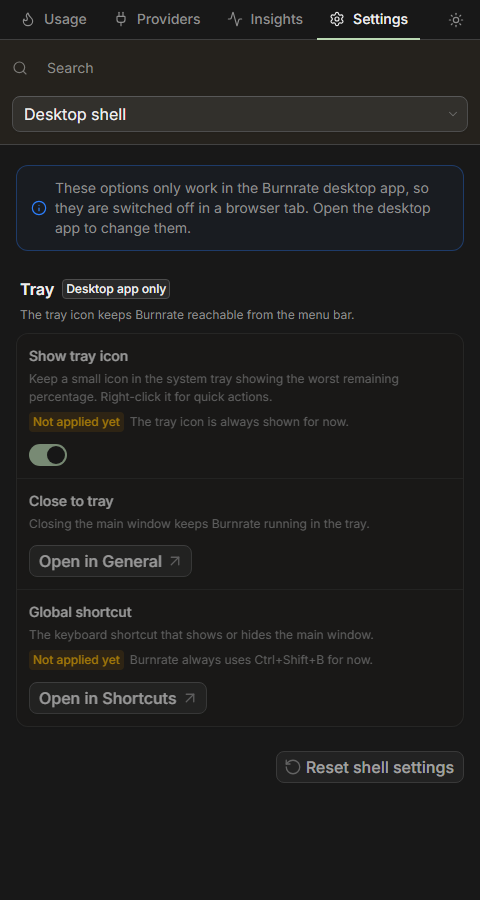 Usage Providers Insights Settings
Search
Desktop shell
These options only work in the Burnrate desktop app, so
they are switched off in a browser tab. Open the desktop
app to change them.
Tray Desktop app only
The tray icon keeps Burnrate reachable from the menu bar.
Show tray icon
Keep a small icon in the system tray showing the worst remaining
percentage. Right-click it for quick actions.
Not applied yet The tray icon is always shown for now.
Close to tray
Closing the main window keeps Burnrate running in the tray.
Open in General
Global shortcut
The keyboard shortcut that shows or hides the main window.
Not applied yet Burnrate always uses Ctrl+Shift+B for now.
Open in Shortcuts
Reset shell settings